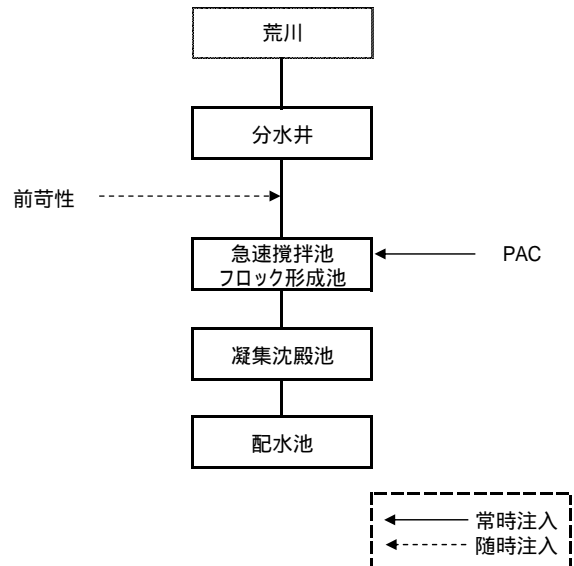 荒川
分水井
前苛性
急速撹拌池
フロック形成池
PAC
凝集沈殿池
配水池
常時注入
随時注入